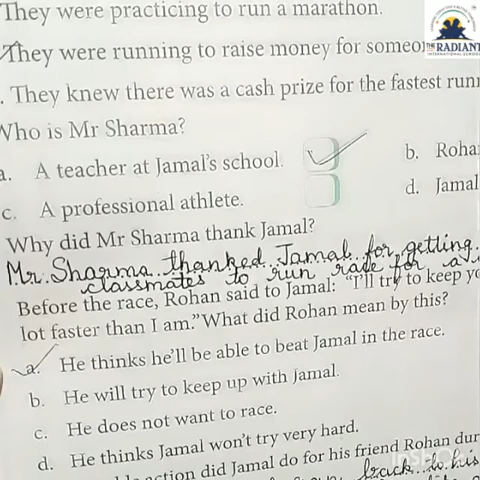 They were practicing to run a marathon.
They were running to raise money for
THE RADIANT
INTERNATIONAL SCHOOL
They knew there was a cash prize for the fastest
Who is Mr Sharma?
a. A teacher at Jamal's school.
b.
c. A professional athlete.
d. Jamal
Why did Mr Sharma thank Jamal?
Mr. Sharma thanked Jamal for getting
classmates to run race for a
Before the race, Rohan said to Jamal: "I'll try to keep
lot faster than I am." What did Rohan mean by this?
a. He thinks he'll be able to beat Jamal in the race.
b. He will try to keep up with Jamal.
c. He does not want to race.
d. He thinks Jamal won't try very hard.
action did Jamal do for his friend Rohan
back to his
InShot